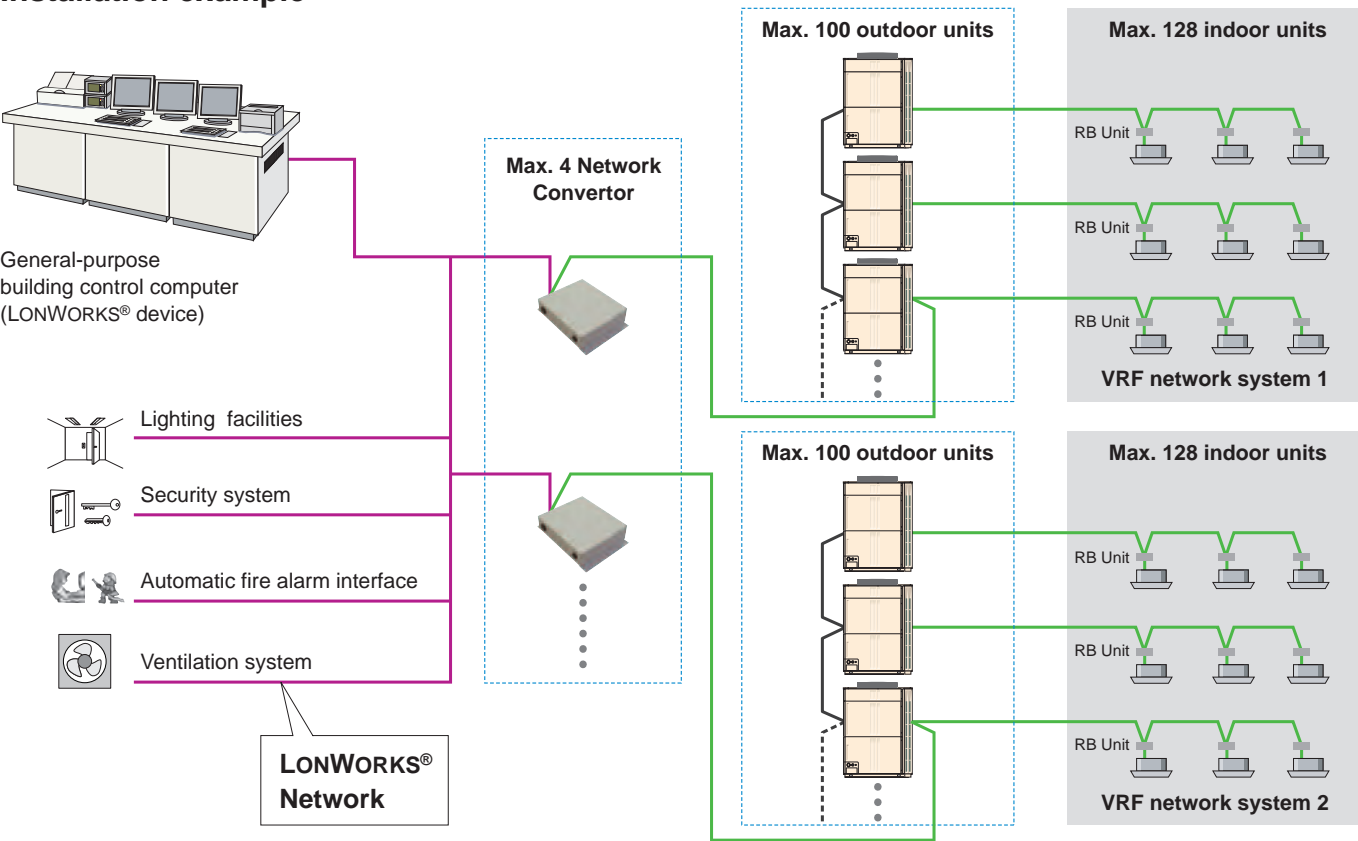 Installation example
Max. 100 outdoor units
Max. 128 indoor units
RB Unit
RB Unit
RB Unit
VRF network system 1
Max. 4 Network
Convertor
General-purpose
building control computer
(LONWORKS® device)
Lighting facilities
Security system
Automatic fire alarm interface
Ventilation system
LONWORKS®
Network
Max. 100 outdoor units
Max. 128 indoor units
RB Unit
RB Unit
RB Unit
VRF network system 2